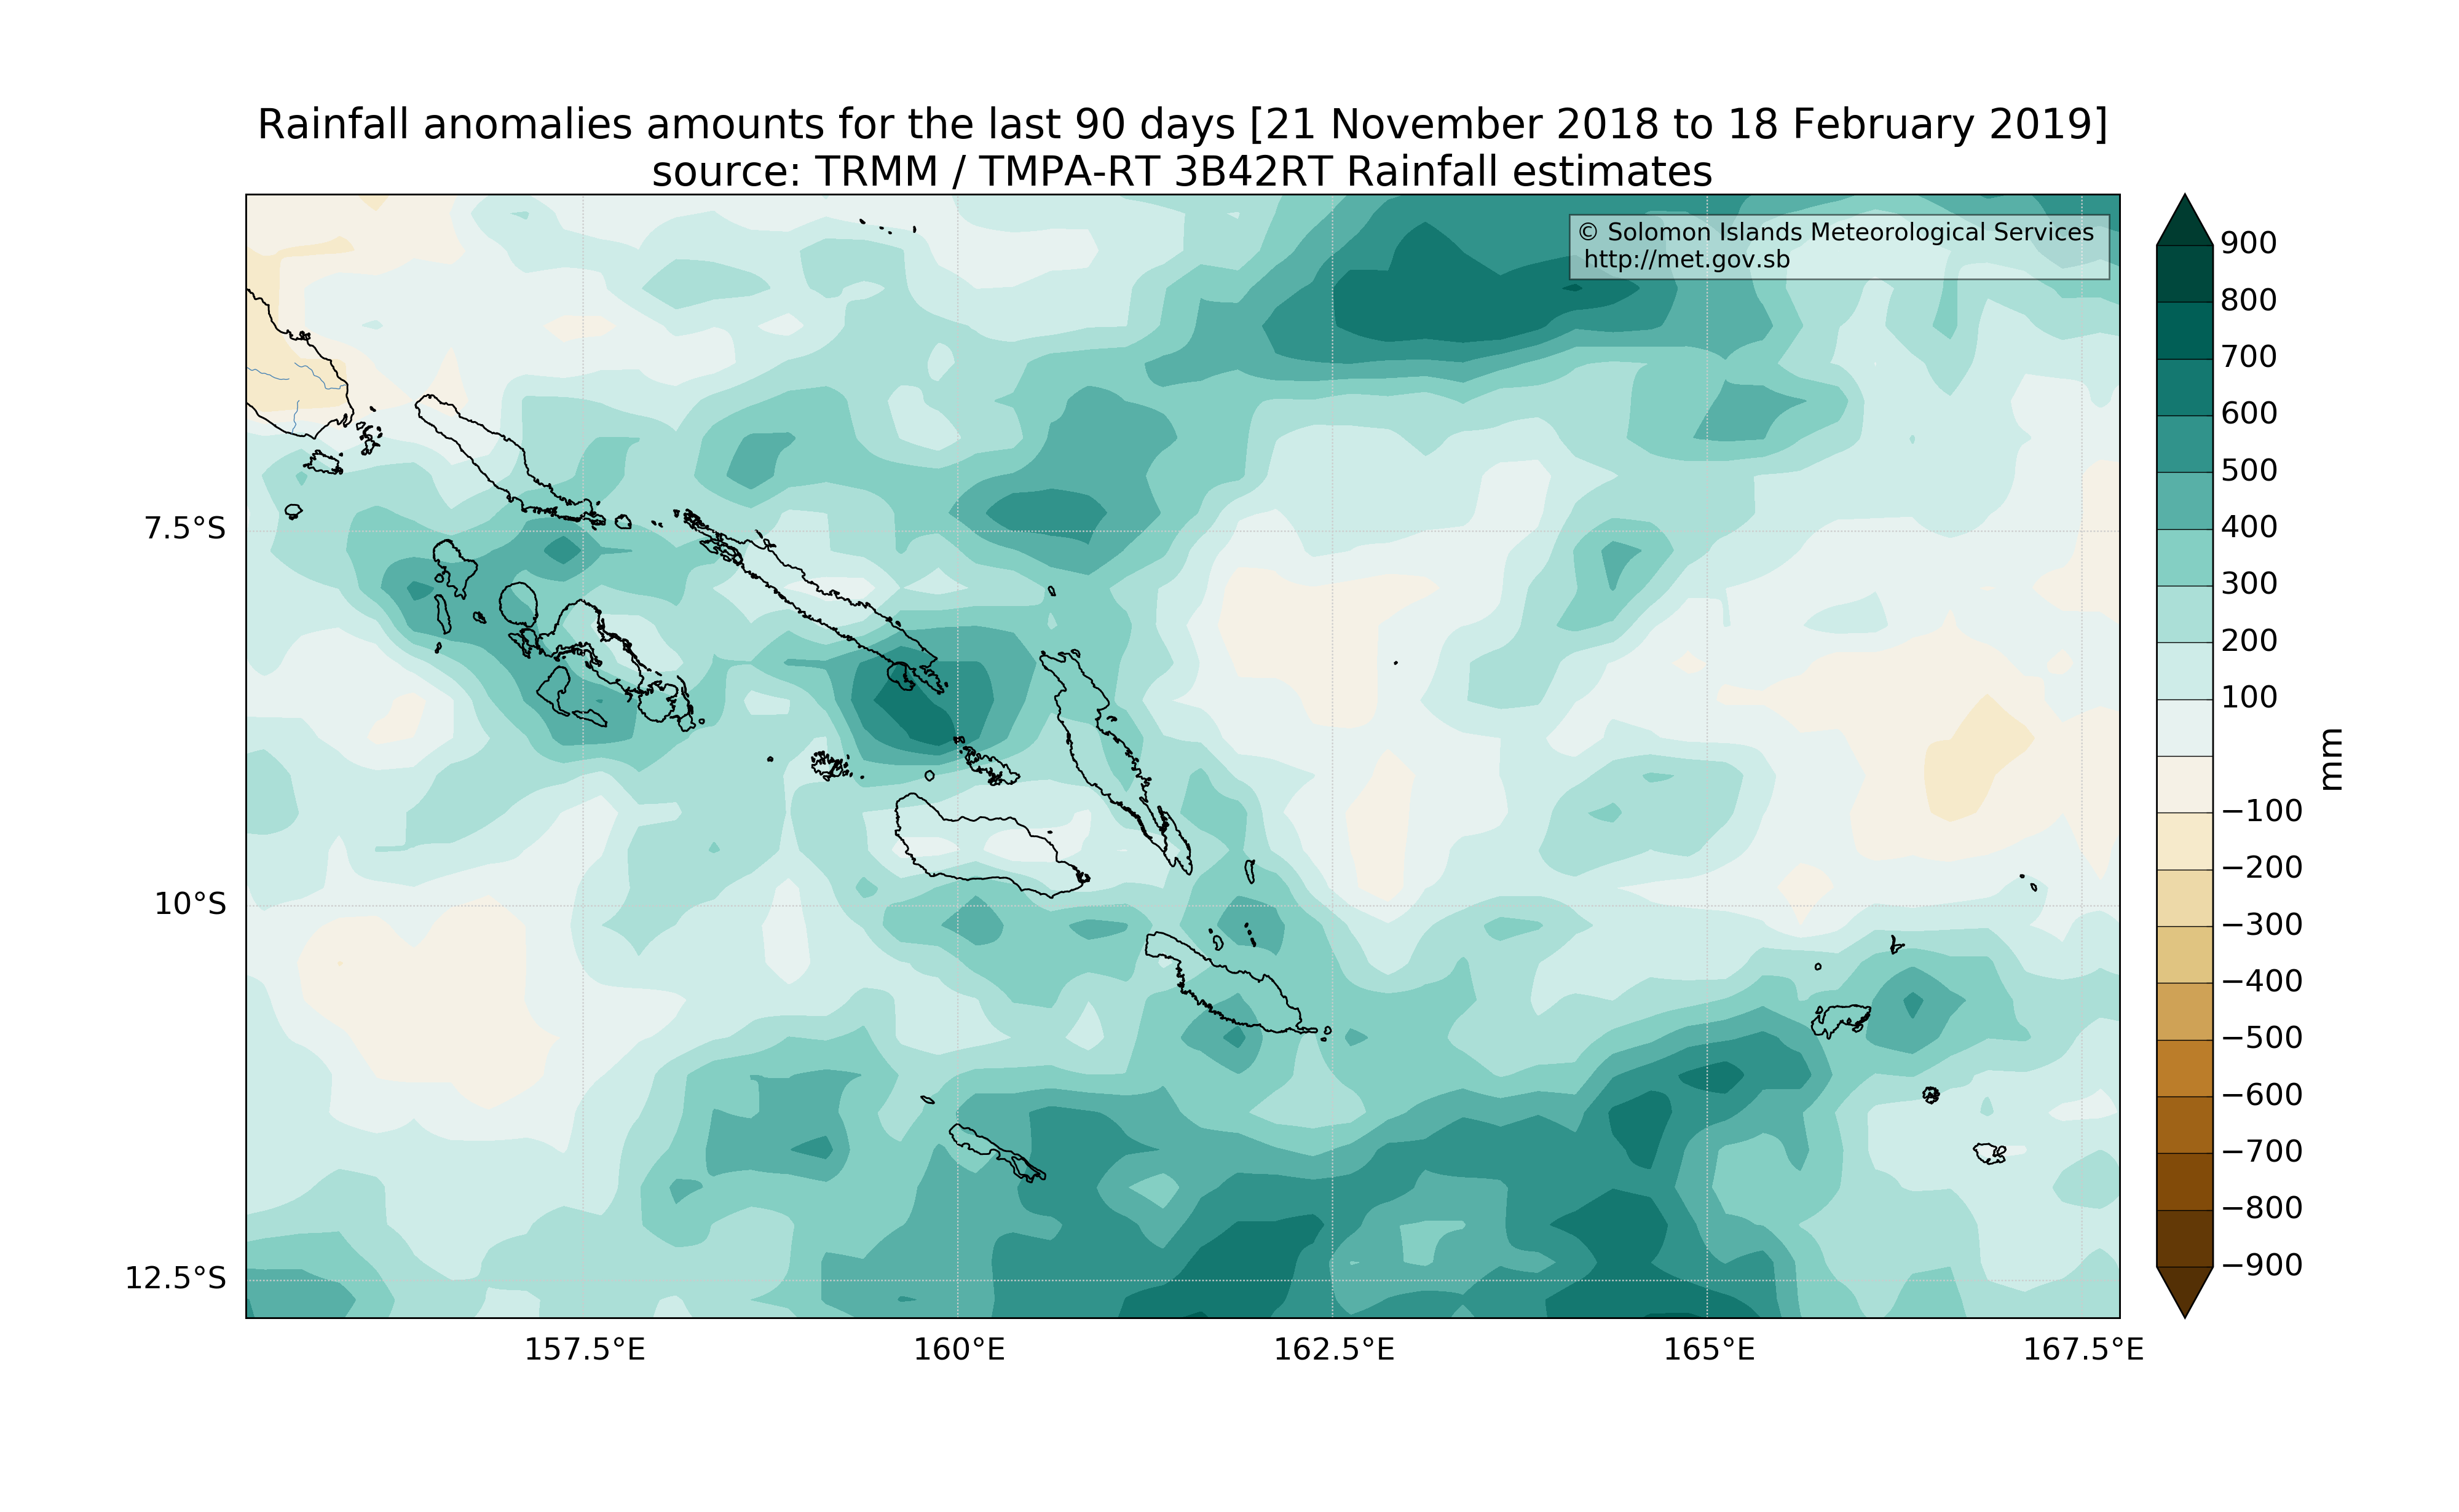 Rainfall anomalies amounts for the last 90 days [21 November 2018 to 18 February 2019]
source: TRMM / TMPA-RT 3B42RT Rainfall estimates
© Solomon Islands Meteorological Services
http://met.gov.sb
7.5°S
10°S
12.5°S
157.5°E
160°E
162.5°E
165°E
167.5°E
900
800
700
600
500
400
300
200
100
−100
−200
−300
−400
−500
−600
−700
−800
−900
mm